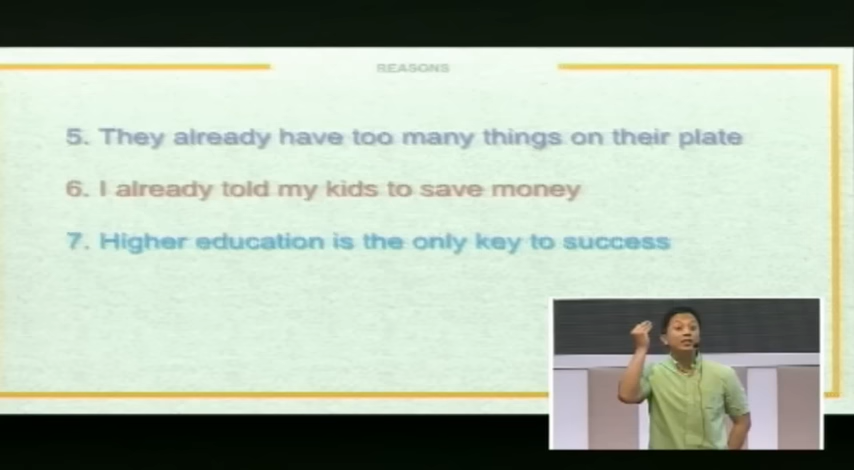 REASONS
5. They already have too many things on their plate
6. I already told my kids to save money
7. Higher education is the only key to success